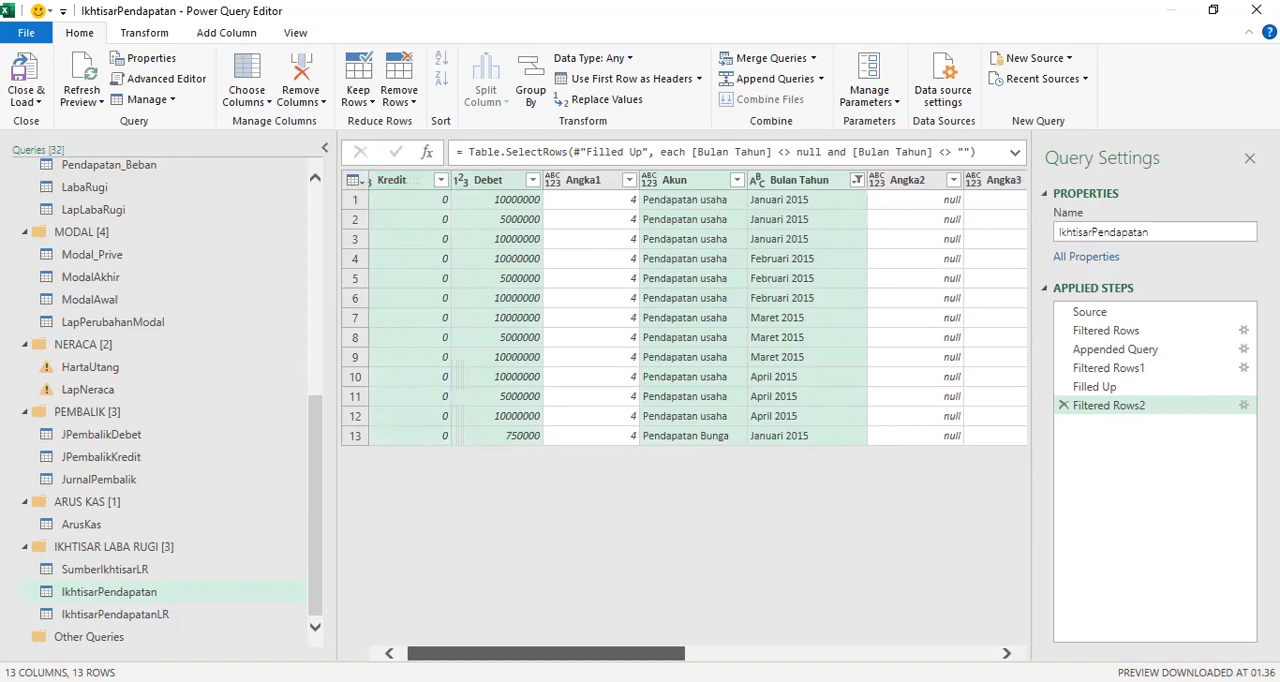 IkhtisarPendapatan - Power Query Editor
File Home Transform Add Column View
Close & Load
Close
Refresh Preview
Properties
Advanced Editor
Manage
Query
Choose Columns
Remove Columns
Manage Columns
Keep Rows
Remove Rows
Reduce Rows
Sort
Split Column
Group By
Data Type: Any
Use First Row as Headers
Replace Values
Transform
Merge Queries
Append Queries
Combine Files
Combine
Manage Parameters
Parameters
Data source settings
Data Sources
New Source
Recent Sources
New Query
Queries [32]
Pendapatan_Beban
LabaRugi
LapLabaRugi
MODAL [4]
Modal_Prive
ModalAkhir
ModalAwal
LapPerubahanModal
NERACA [2]
HartaUtang
LapNeraca
PEMBALIK [3]
JPembalikDebet
JPembalikKredit
JurnalPembalik
ARUS KAS [1]
ArusKas
IKHTISAR LABA RUGI [3]
SumberIkhtisarLR
IkhtisarPendapatan
IkhtisarPendapatanLR
Other Queries
fx = Table.SelectRows(#"Filled Up", each [Bulan Tahun] <> null and [Bulan Tahun] <> "")
3 Kredit 123 Debet ABC 123 Angka1 ABC 123 Akun ABC Bulan Tahun ABC 123 Angka2 ABC 123 Angka3
1 0 10000000 4 Pendapatan usaha Januari 2015 null
2 0 5000000 4 Pendapatan usaha Januari 2015 null
3 0 10000000 4 Pendapatan usaha Januari 2015 null
4 0 10000000 4 Pendapatan usaha Februari 2015 null
5 0 5000000 4 Pendapatan usaha Februari 2015 null
6 0 10000000 4 Pendapatan usaha Februari 2015 null
7 0 10000000 4 Pendapatan usaha Maret 2015 null
8 0 5000000 4 Pendapatan usaha Maret 2015 null
9 0 10000000 4 Pendapatan usaha Maret 2015 null
10 0 10000000 4 Pendapatan usaha April 2015 null
11 0 5000000 4 Pendapatan usaha April 2015 null
12 0 10000000 4 Pendapatan usaha April 2015 null
13 0 750000 4 Pendapatan Bunga Januari 2015 null
Query Settings
PROPERTIES
Name
IkhtisarPendapatan
All Properties
APPLIED STEPS
Source
Filtered Rows
Appended Query
Filtered Rows1
Filled Up
Filtered Rows2
13 COLUMNS, 13 ROWS
PREVIEW DOWNLOADED AT 01.36